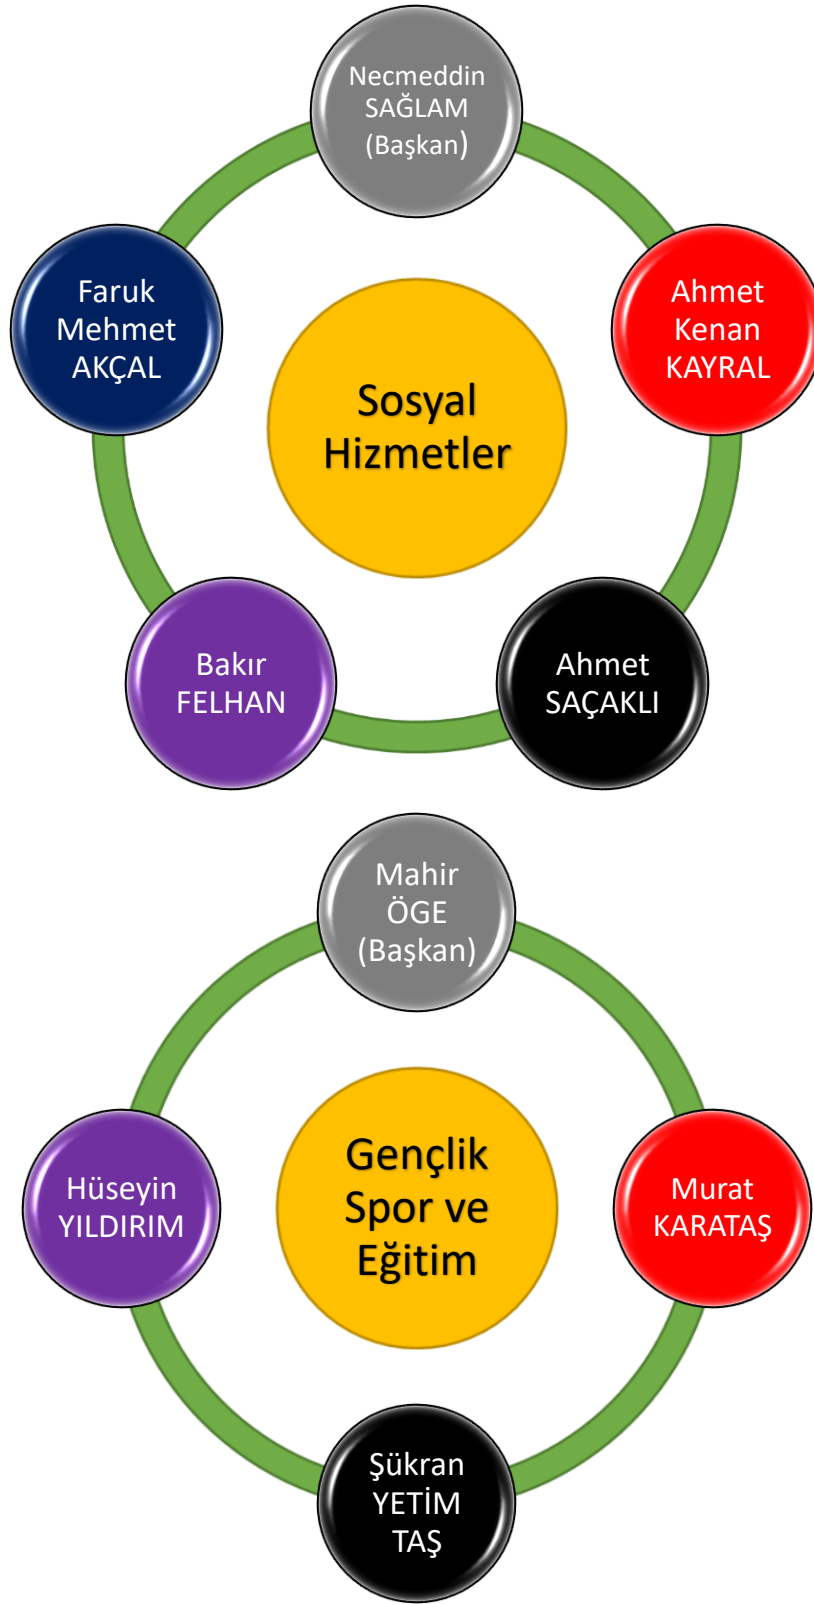 Necmeddin
SAĞLAM
(Başkan)
Faruk
Mehmet
AKÇAL
Ahmet
Kenan
KAYRAL
Sosyal
Hizmetler
Bakır
FELHAN
Ahmet
SAÇAKLI
Mahir
ÖGE
(Başkan)
Gençlik
Spor ve
Eğitim
Hüseyin
YILDIRIM
Murat
KARATAŞ
Şükran
YETİM
TAŞ